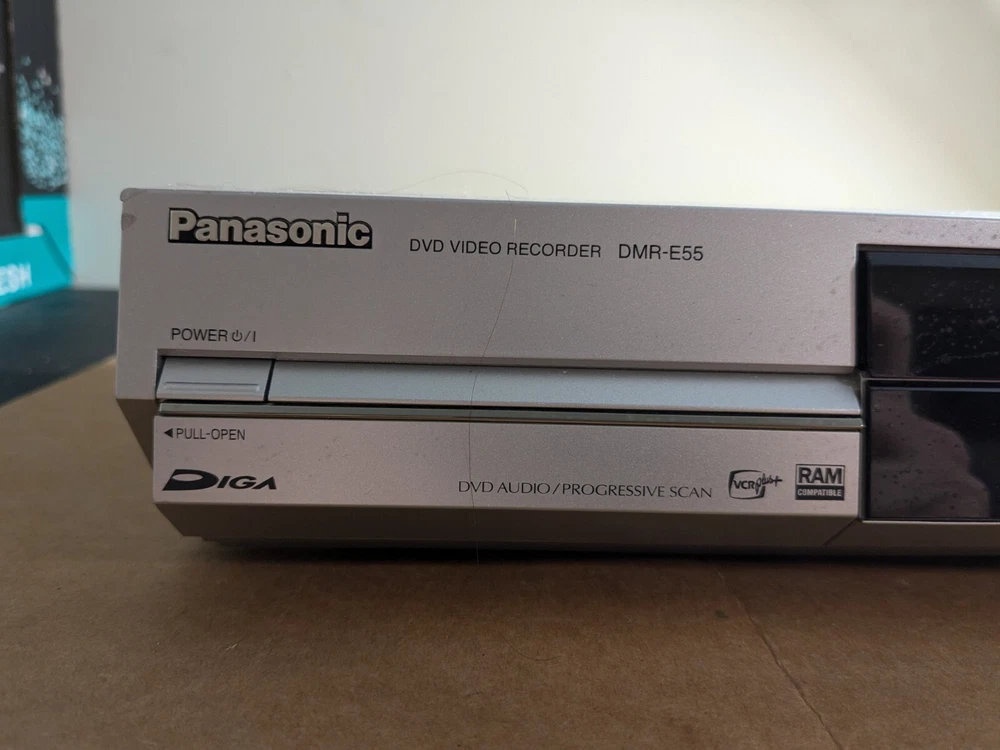 Panasonic
DVD VIDEO RECORDER DMR-E55
POWER ⏻/I
◀ PULL-OPEN
DIGA
DVD AUDIO/PROGRESSIVE SCAN
VCR plus+
RAM
COMPATIBLE